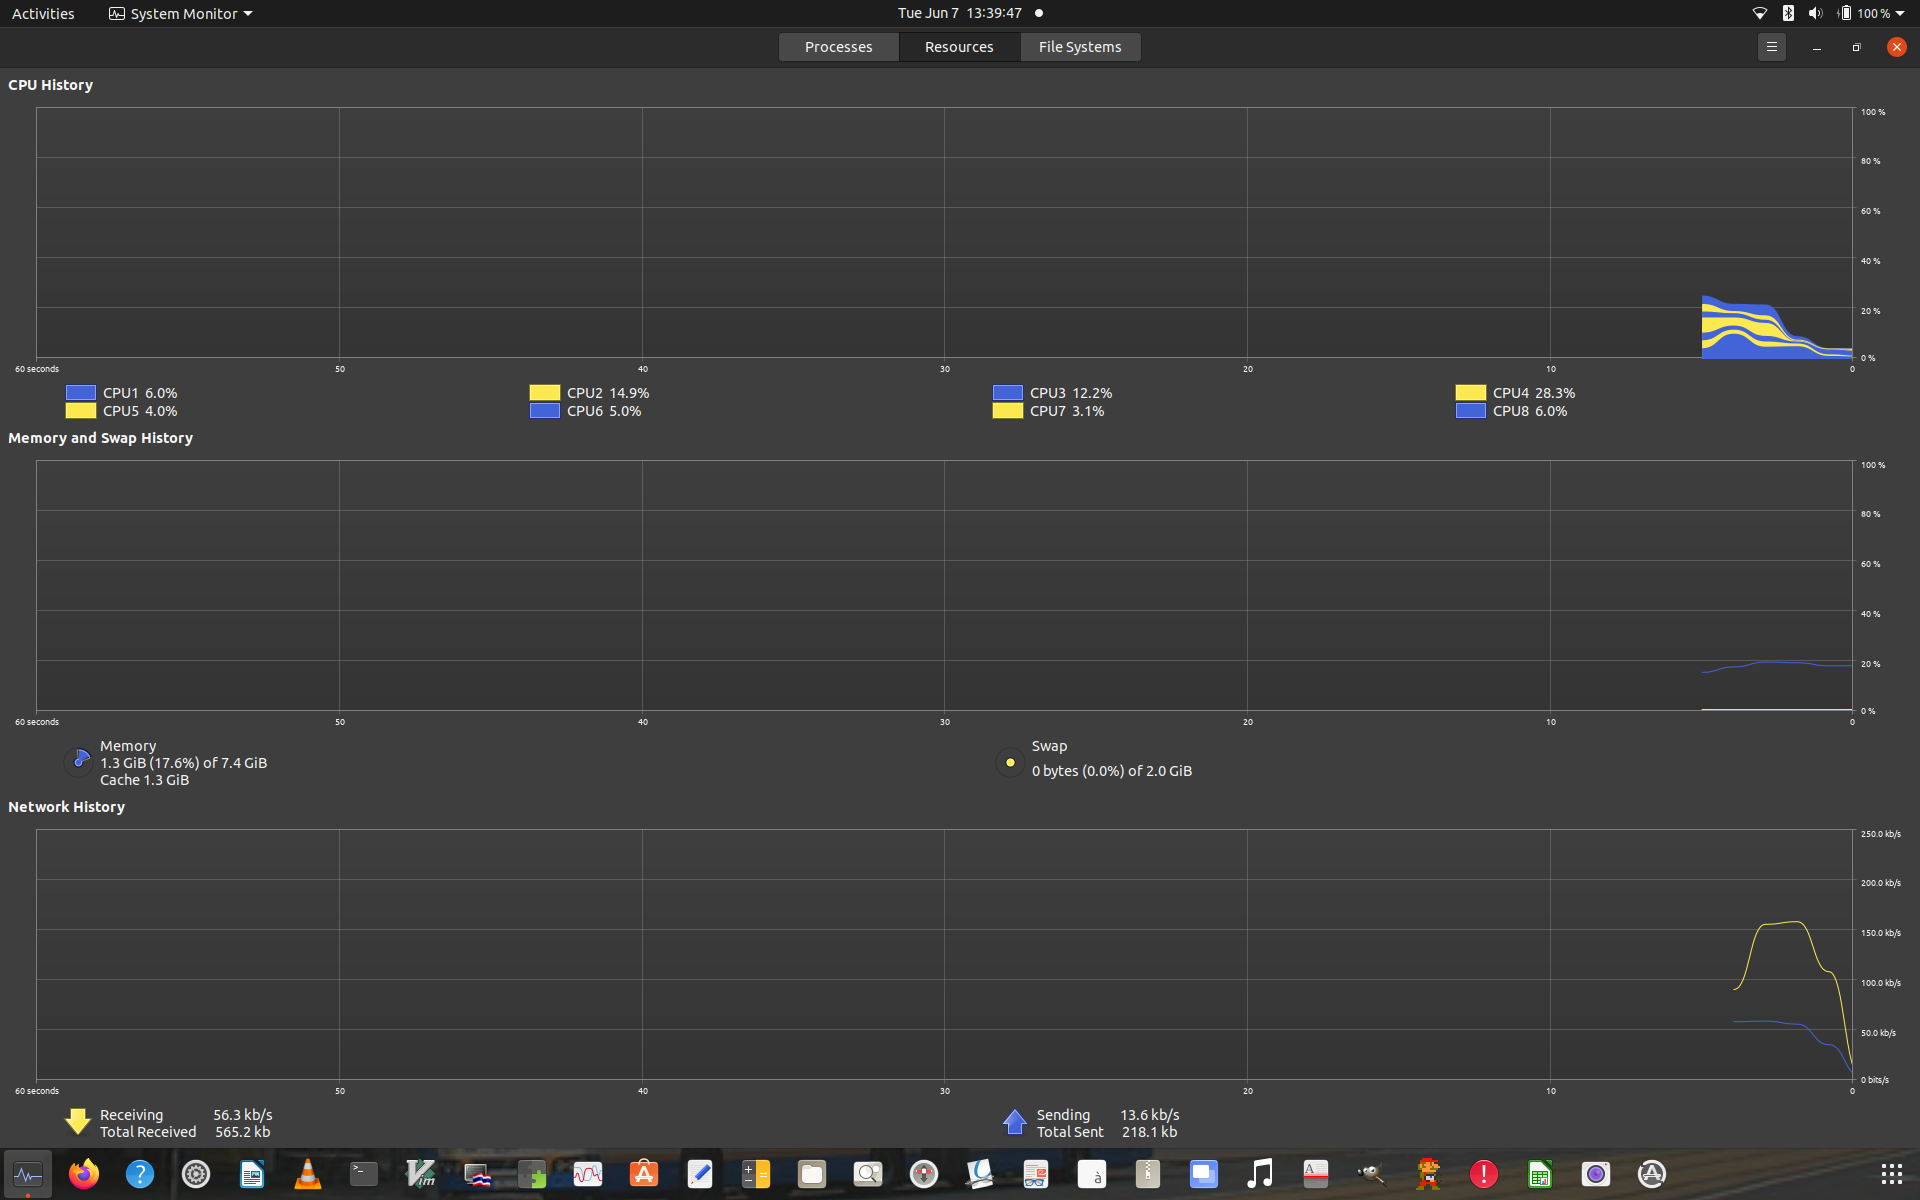 Activities System Monitor Tue Jun 7 13:39:47 100 %
Processes Resources File Systems
CPU History
100 %
80 %
60 %
40 %
20 %
0 %
60 seconds 50 40 30 20 10 0
CPU1 6.0% CPU2 14.9% CPU3 12.2% CPU4 28.3%
CPU5 4.0% CPU6 5.0% CPU7 3.1% CPU8 6.0%
Memory and Swap History
100 %
80 %
60 %
40 %
20 %
0 %
60 seconds 50 40 30 20 10 0
Memory
1.3 GiB (17.6%) of 7.4 GiB
Cache 1.3 GiB
Swap
0 bytes (0.0%) of 2.0 GiB
Network History
250.0 kb/s
200.0 kb/s
150.0 kb/s
100.0 kb/s
50.0 kb/s
0 bits/s
60 seconds 50 40 30 20 10 0
Receiving 56.3 kb/s
Total Received 565.2 kb
Sending 13.6 kb/s
Total Sent 218.1 kb